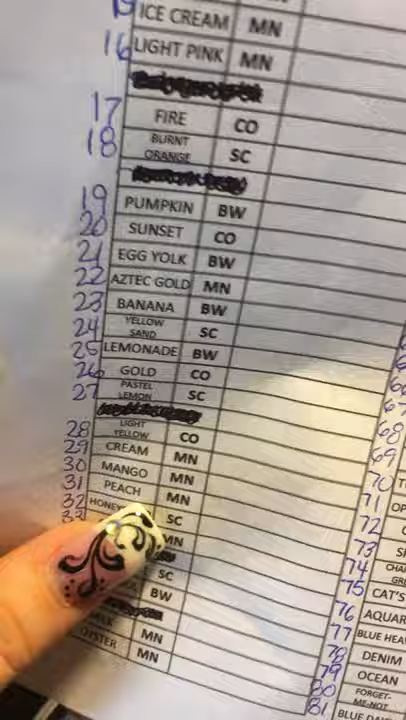 15 ICE CREAM MN
16 LIGHT PINK MN
17 FIRE CO
18 BURNT ORANGE SC
19 PUMPKIN BW
20 SUNSET CO
21 EGG YOLK BW
22 AZTEC GOLD MN
23 BANANA BW
24 YELLOW SAND SC
25 LEMONADE BW
26 GOLD CO
27 PASTEL LEMON SC
28 LIGHT YELLOW CO
29 CREAM MN
30 MANGO MN
31 PEACH MN
32 HONEY SC
MN
SC
BW
MN
OYSTER MN
67
68
69
70
71 OP
72
73
74
75 CAT'S
76 AQUAR
77 BLUE HEA
78 DENIM
79 OCEAN
80 FORGET-ME-NOT
81